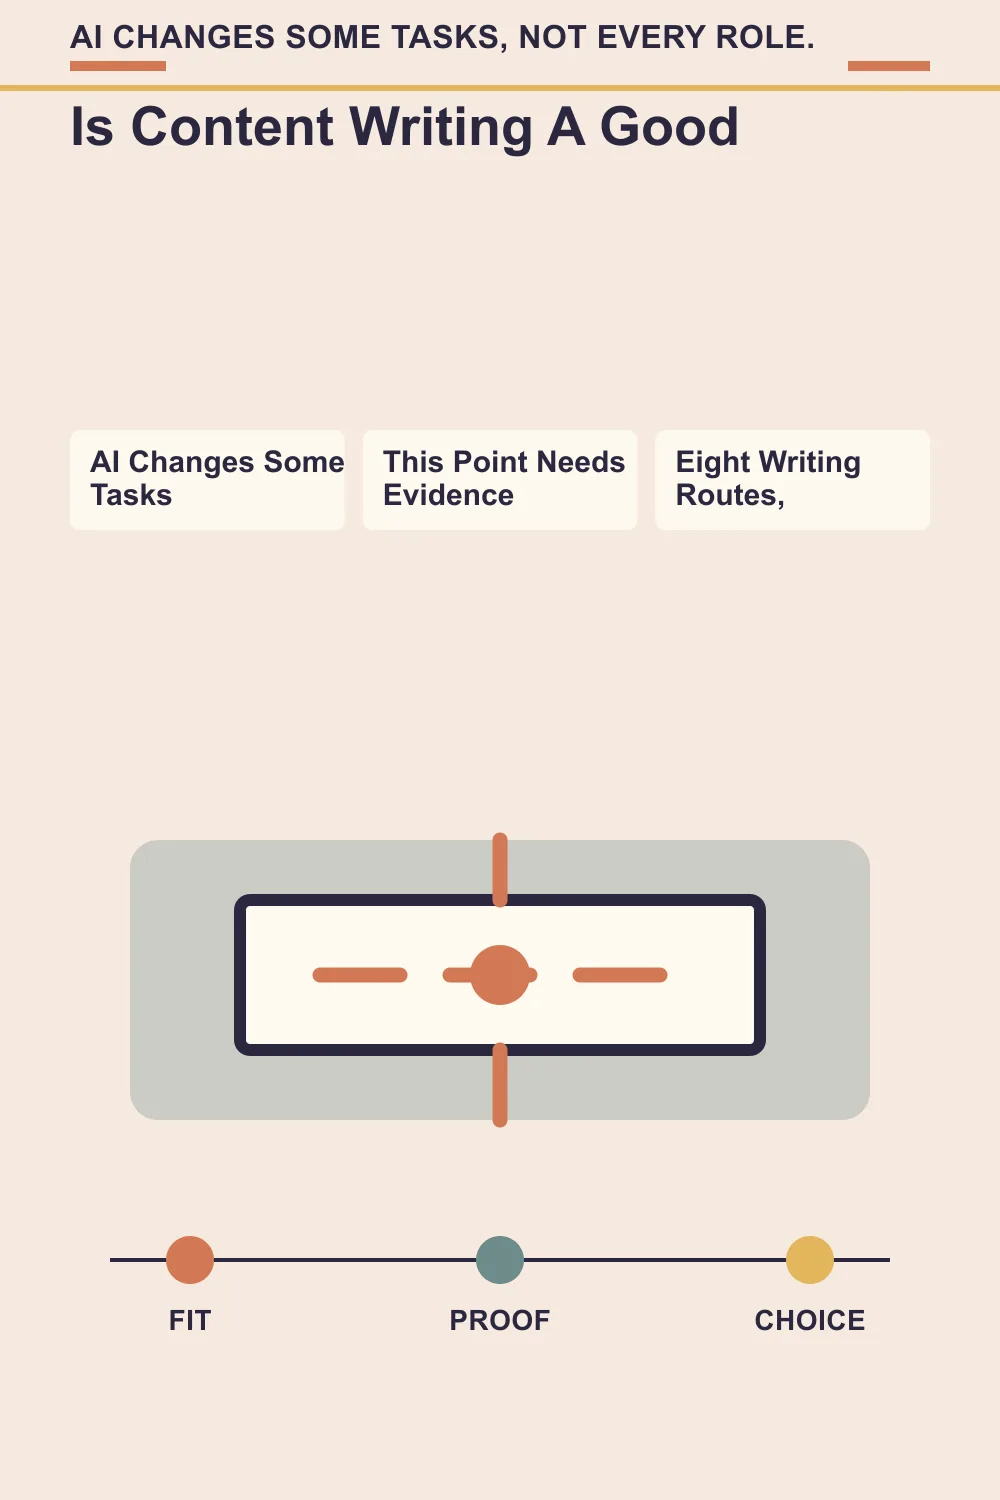 AI CHANGES SOME TASKS, NOT EVERY ROLE.
Is Content Writing A Good
AI Changes Some
Tasks
This Point Needs
Evidence
Eight Writing
Routes,
FIT
PROOF
CHOICE